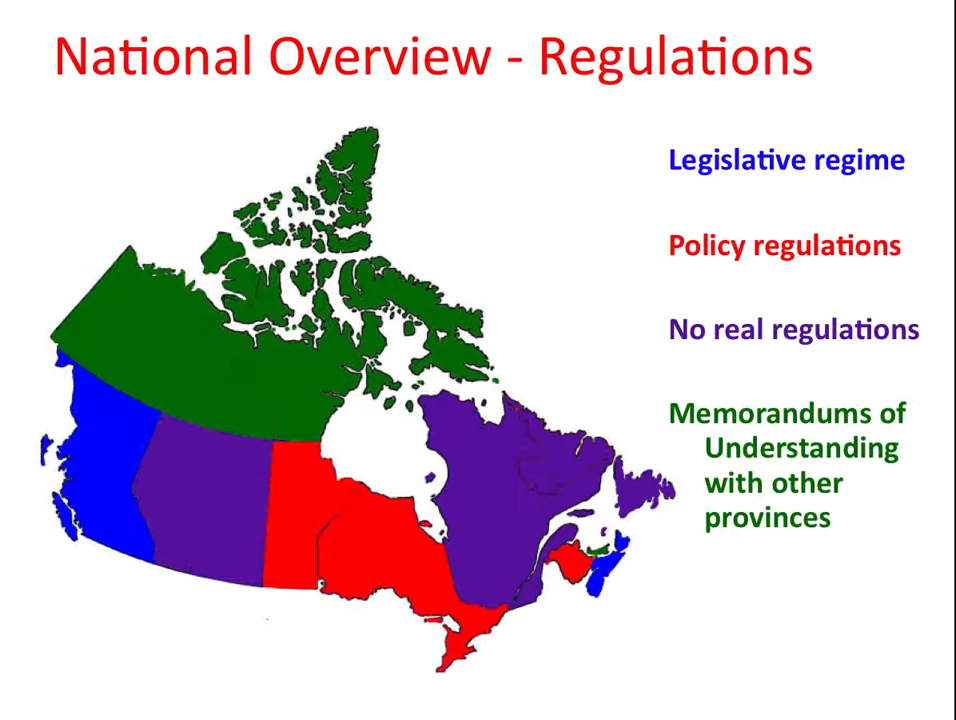 National Overview - Regulations
Legislative regime
Policy regulations
No real regulations
Memorandums of
Understanding
with other
provinces